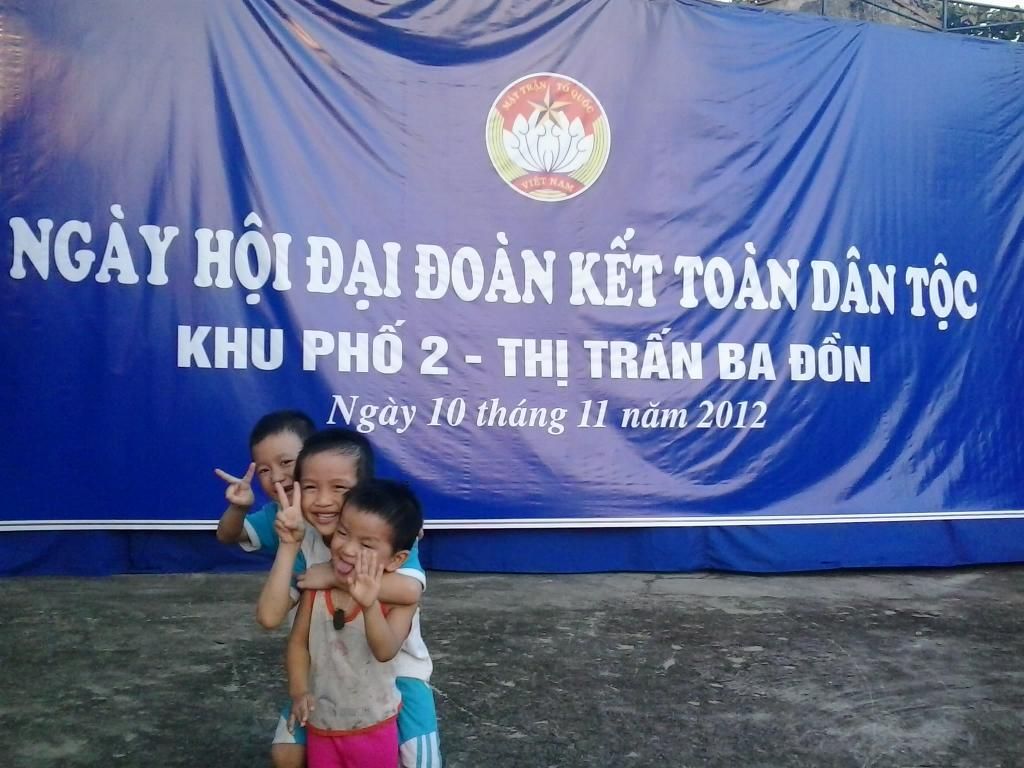 MẶT TRẬN TỔ QUỐC
VIỆT NAM
NGÀY HỘI ĐẠI ĐOÀN KẾT TOÀN DÂN TỘC
KHU PHỐ 2 - THỊ TRẤN BA ĐỒN
Ngày 10 tháng 11 năm 2012